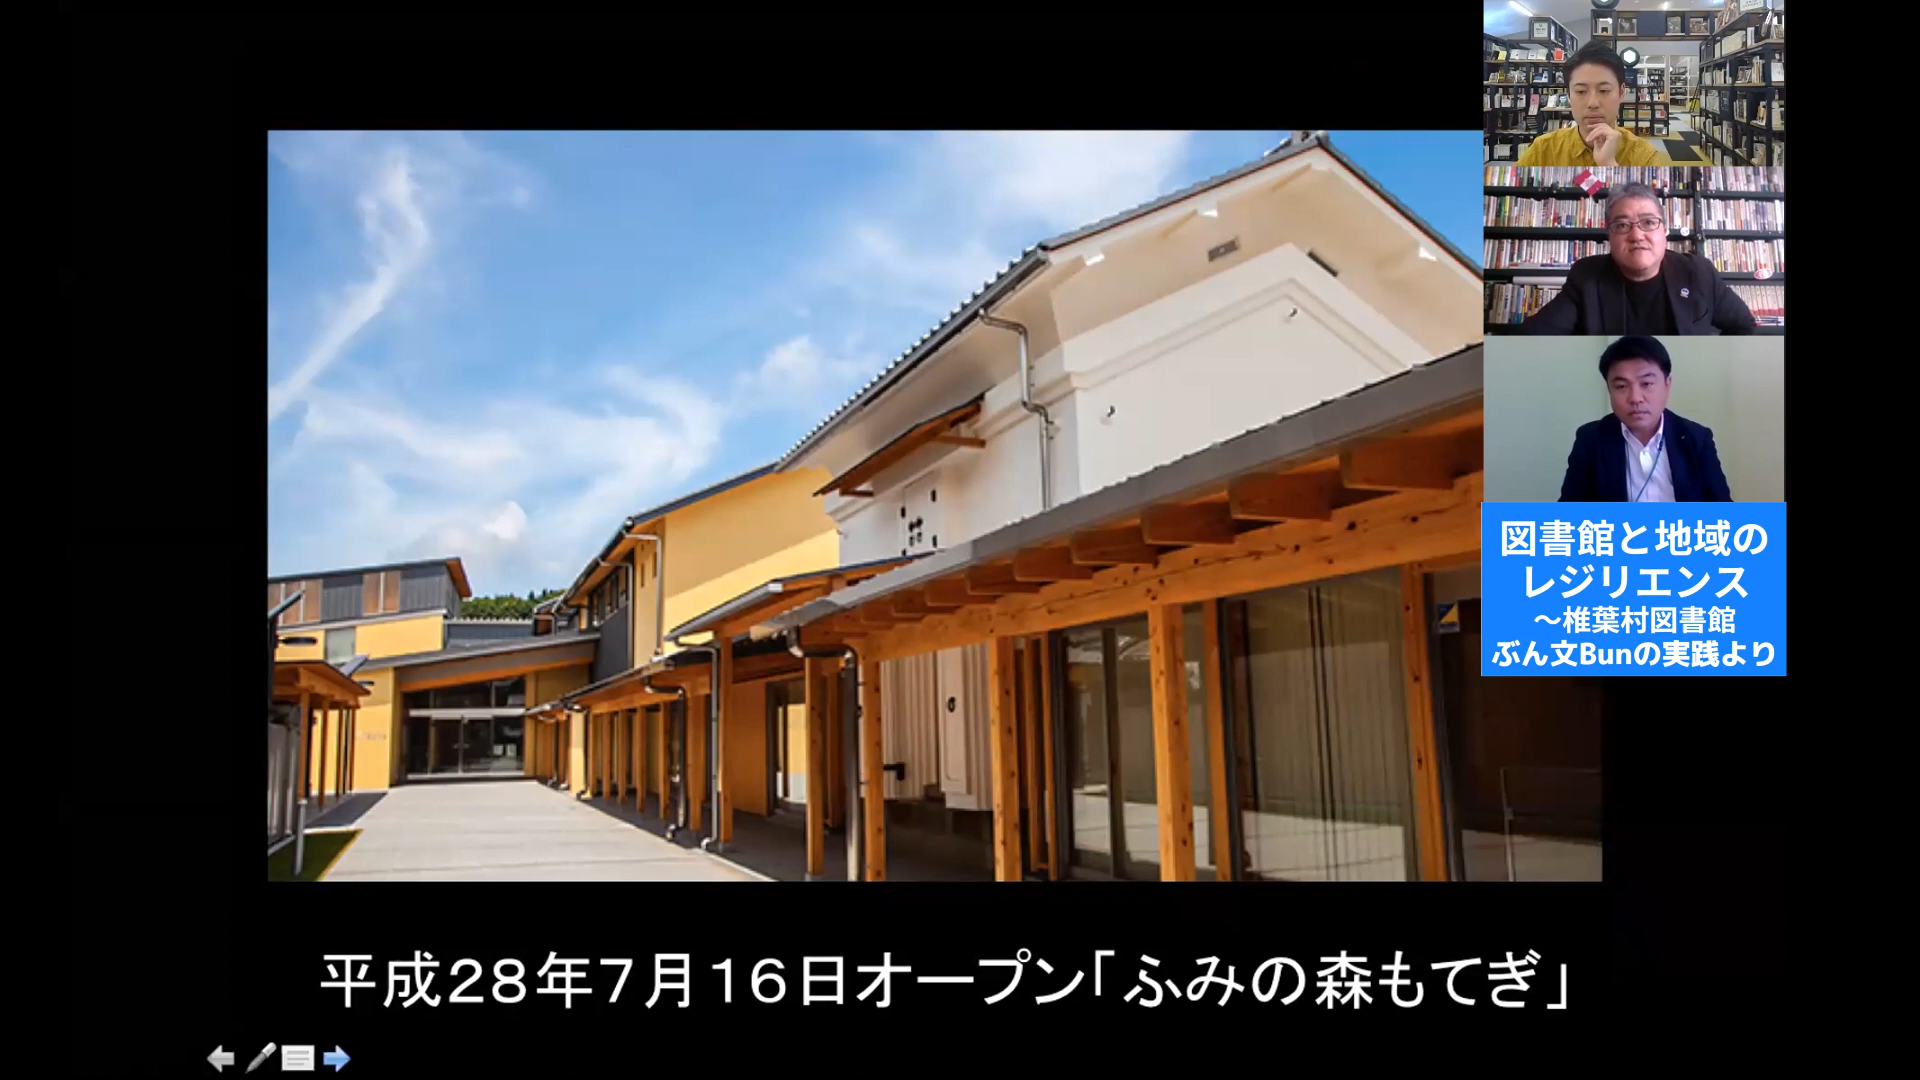 図書館と地域の
レジリエンス
～椎葉村図書館
ぶん文Bunの実践より
平成２８年７月１６日オープン「ふみの森もてぎ」